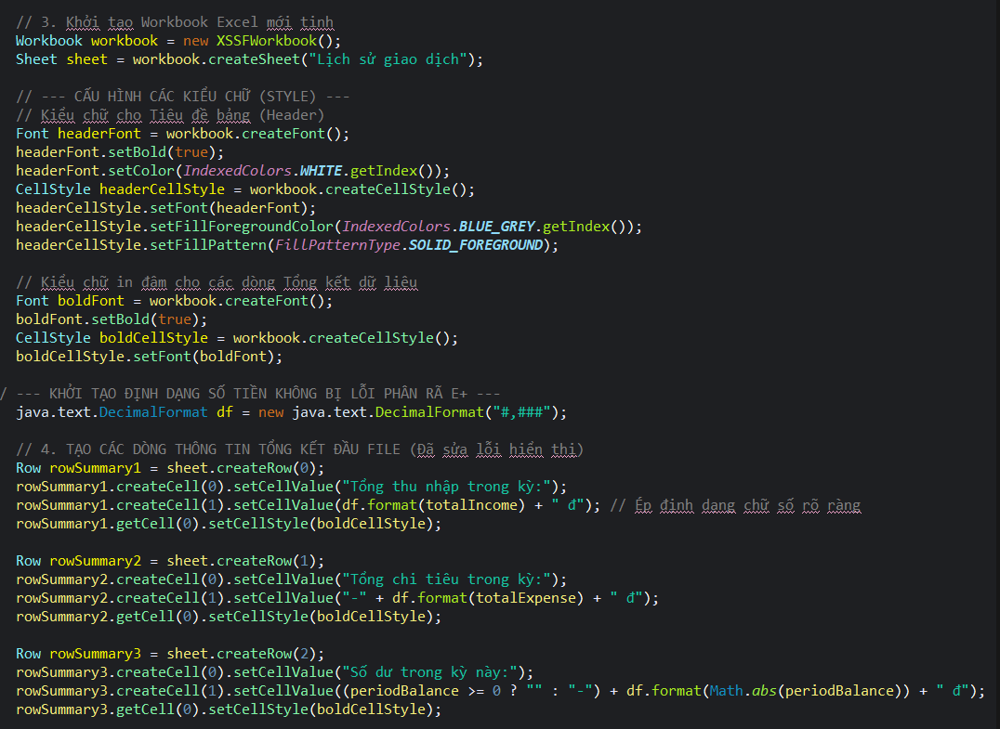 // 3. Khởi tạo Workbook Excel mới tinh
Workbook workbook = new XSSFWorkbook();
Sheet sheet = workbook.createSheet("Lịch sử giao dịch");
// --- CẤU HÌNH CÁC KIỂU CHỮ (STYLE) ---
// Kiểu chữ cho Tiêu đề bảng (Header)
Font headerFont = workbook.createFont();
headerFont.setBold(true);
headerFont.setColor(IndexedColors.WHITE.getIndex());
CellStyle headerCellStyle = workbook.createCellStyle();
headerCellStyle.setFont(headerFont);
headerCellStyle.setFillForegroundColor(IndexedColors.BLUE_GREY.getIndex());
headerCellStyle.setFillPattern(FillPatternType.SOLID_FOREGROUND);
// Kiểu chữ in đậm cho các dòng Tổng kết dữ liệu
Font boldFont = workbook.createFont();
boldFont.setBold(true);
CellStyle boldCellStyle = workbook.createCellStyle();
boldCellStyle.setFont(boldFont);
/ --- KHỞI TẠO ĐỊNH DẠNG SỐ TIỀN KHÔNG BỊ LỖI PHÂN RÃ E+ ---
java.text.DecimalFormat df = new java.text.DecimalFormat("#,###");
// 4. TẠO CÁC DÒNG THÔNG TIN TỔNG KẾT ĐẦU FILE (Đã sửa lỗi hiển thị)
Row rowSummary1 = sheet.createRow(0);
rowSummary1.createCell(0).setCellValue("Tổng thu nhập trong kỳ:");
rowSummary1.createCell(1).setCellValue(df.format(totalIncome) + " đ"); // Ép định dạng chữ số rõ ràng
rowSummary1.getCell(0).setCellStyle(boldCellStyle);
Row rowSummary2 = sheet.createRow(1);
rowSummary2.createCell(0).setCellValue("Tổng chi tiêu trong kỳ:");
rowSummary2.createCell(1).setCellValue("-" + df.format(totalExpense) + " đ");
rowSummary2.getCell(0).setCellStyle(boldCellStyle);
Row rowSummary3 = sheet.createRow(2);
rowSummary3.createCell(0).setCellValue("Số dư trong kỳ này:");
rowSummary3.createCell(1).setCellValue((periodBalance >= 0 ? "" : "-") + df.format(Math.abs(periodBalance)) + " đ");
rowSummary3.getCell(0).setCellStyle(boldCellStyle);